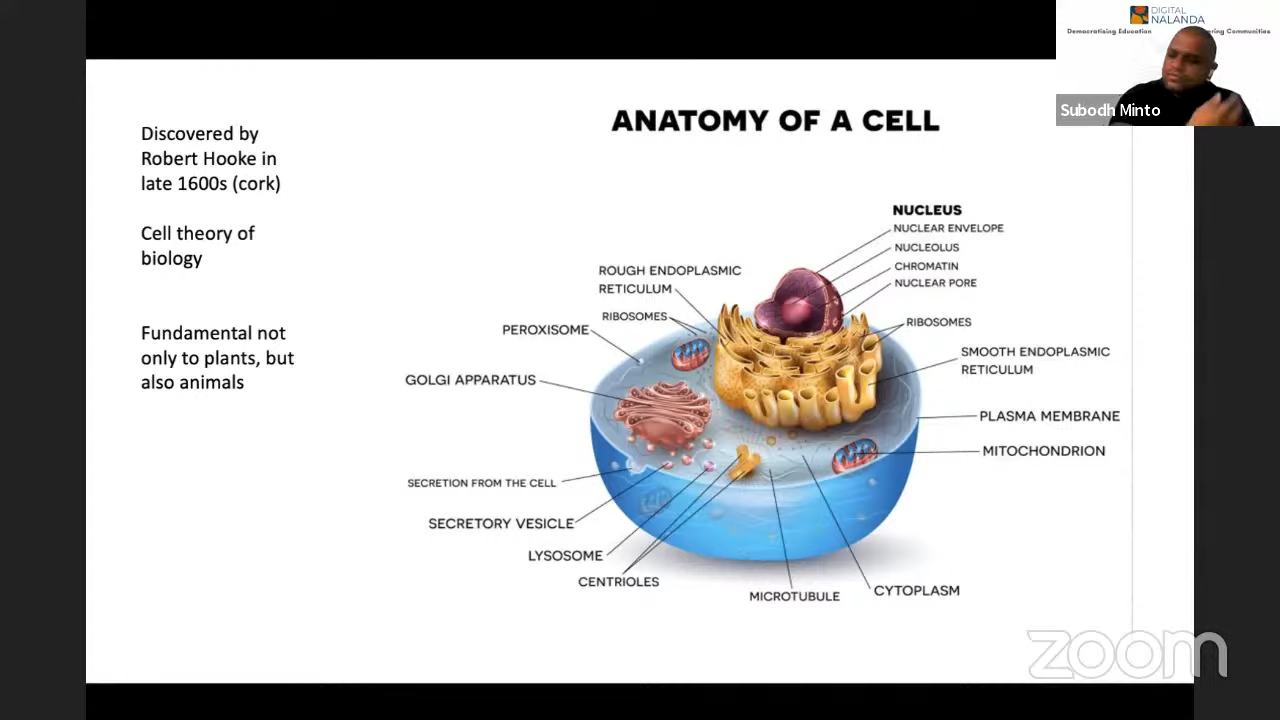 DIGITAL
NALANDA
Democratising Education
ering Communities
Subodh Minto
Discovered by
Robert Hooke in
late 1600s (cork)
Cell theory of
biology
Fundamental not
only to plants, but
also animals
ANATOMY OF A CELL
NUCLEUS
NUCLEAR ENVELOPE
NUCLEOLUS
CHROMATIN
NUCLEAR PORE
ROUGH ENDOPLASMIC
RETICULUM
RIBOSOMES
PEROXISOME
GOLGI APPARATUS
RIBOSOMES
SMOOTH ENDOPLASMIC
RETICULUM
PLASMA MEMBRANE
MITOCHONDRION
SECRETION FROM THE CELL
SECRETORY VESICLE
LYSOSOME
CENTRIOLES
MICROTUBULE
CYTOPLASM
zoom